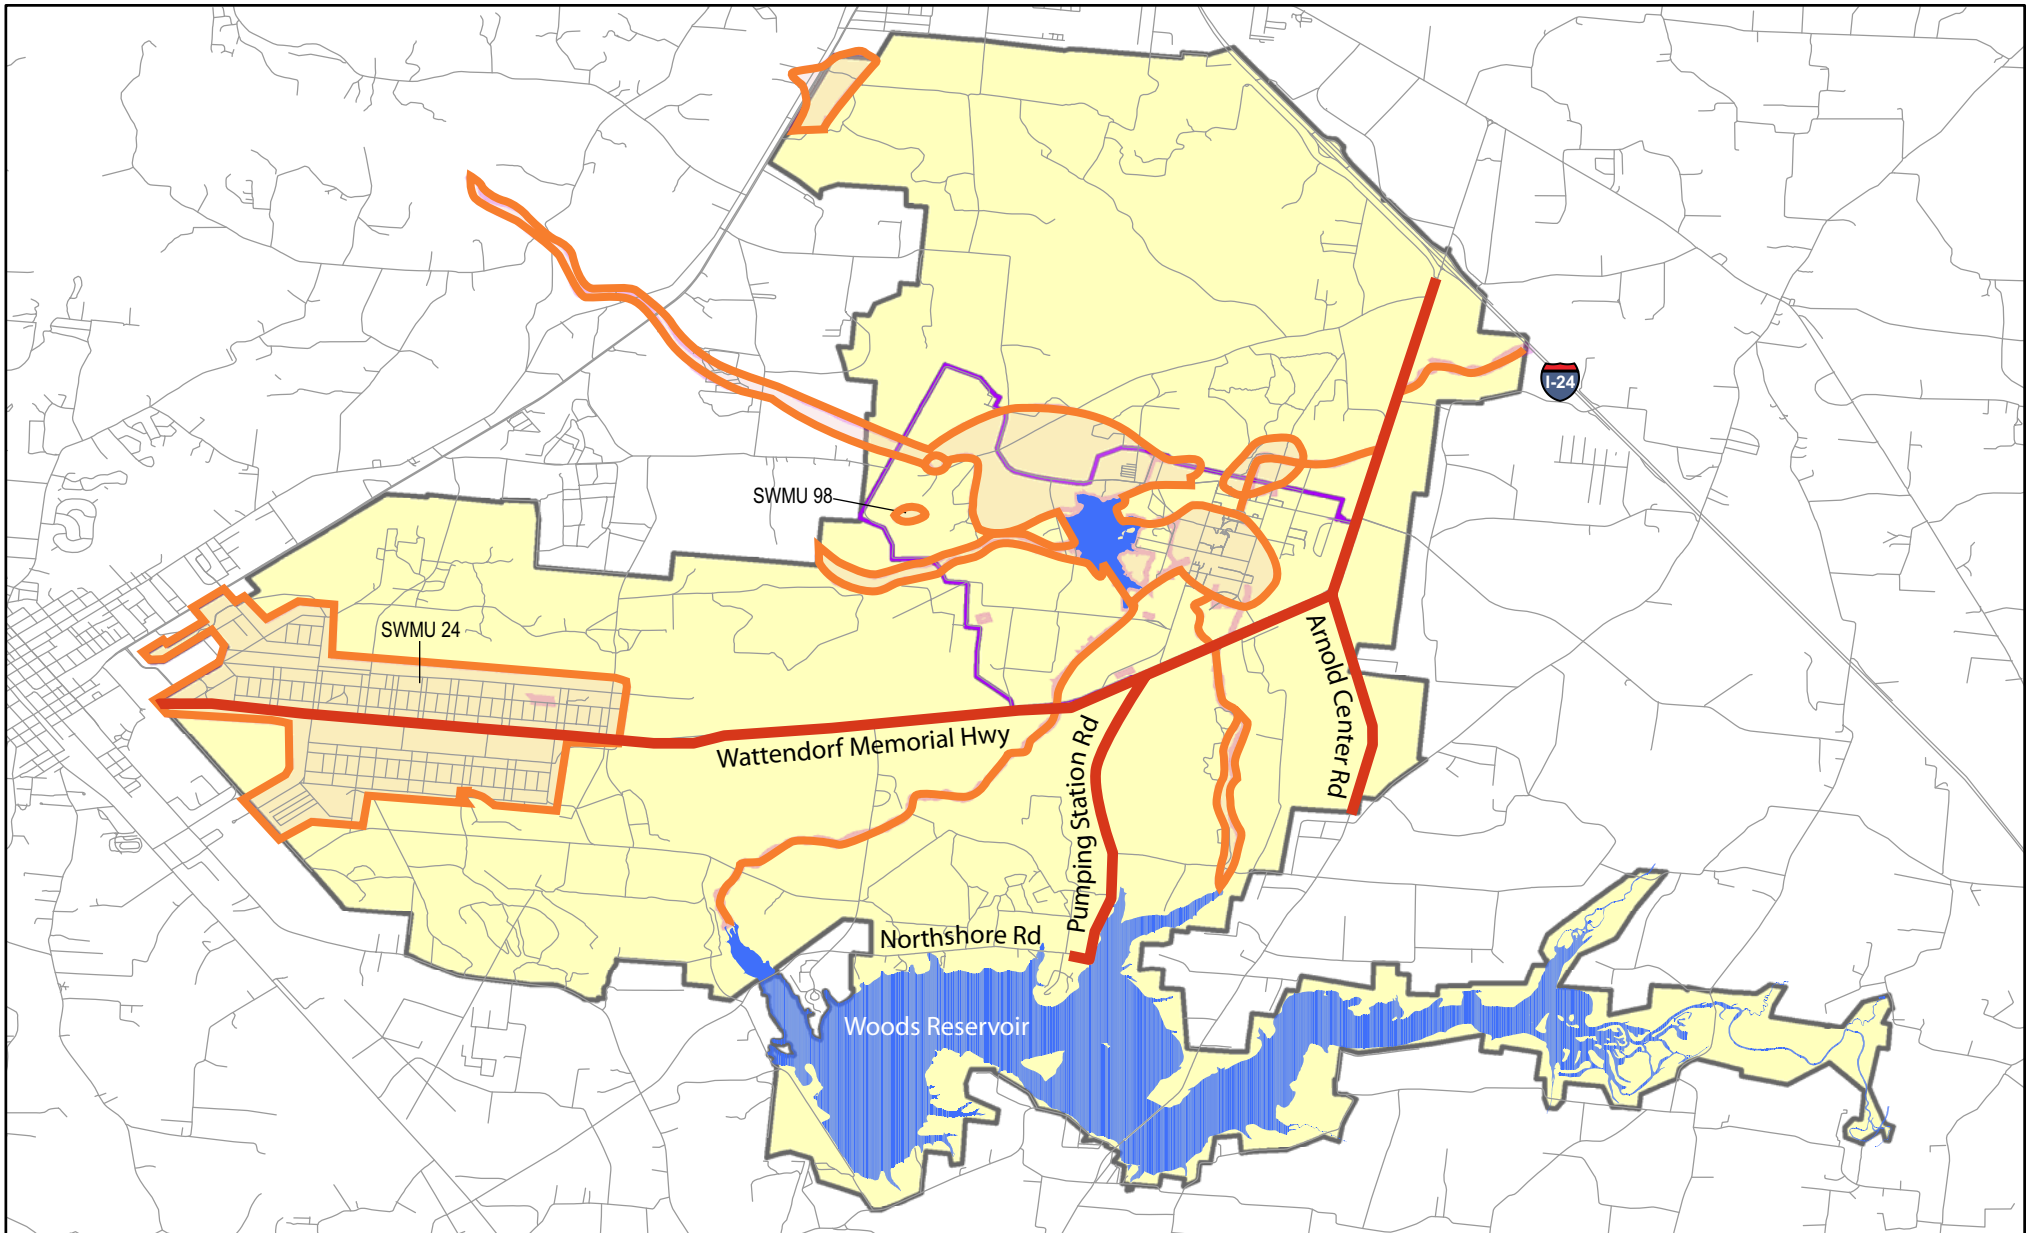 I-24
SWMU 98
SWMU 24
Arnold Center Rd
Wattendorf Memorial Hwy
Pumping Station Rd
Northshore Rd
Woods Reservoir